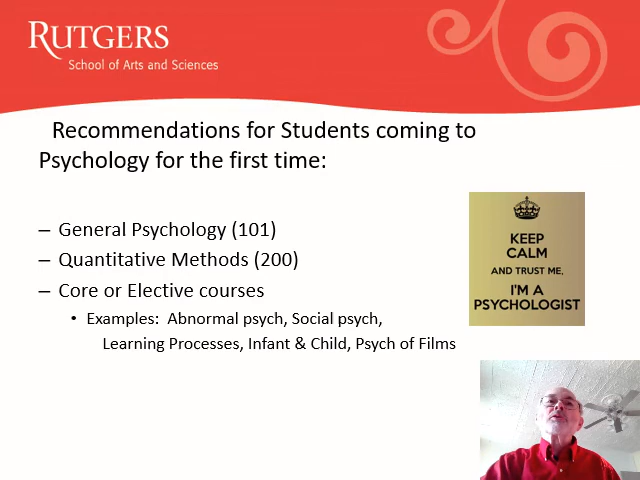 RUTGERS
School of Arts and Sciences
Recommendations for Students coming to
Psychology for the first time:
– General Psychology (101)
– Quantitative Methods (200)
– Core or Elective courses
• Examples: Abnormal psych, Social psych,
Learning Processes, Infant & Child, Psych of Films
KEEP
CALM
AND TRUST ME,
I'M A
PSYCHOLOGIST